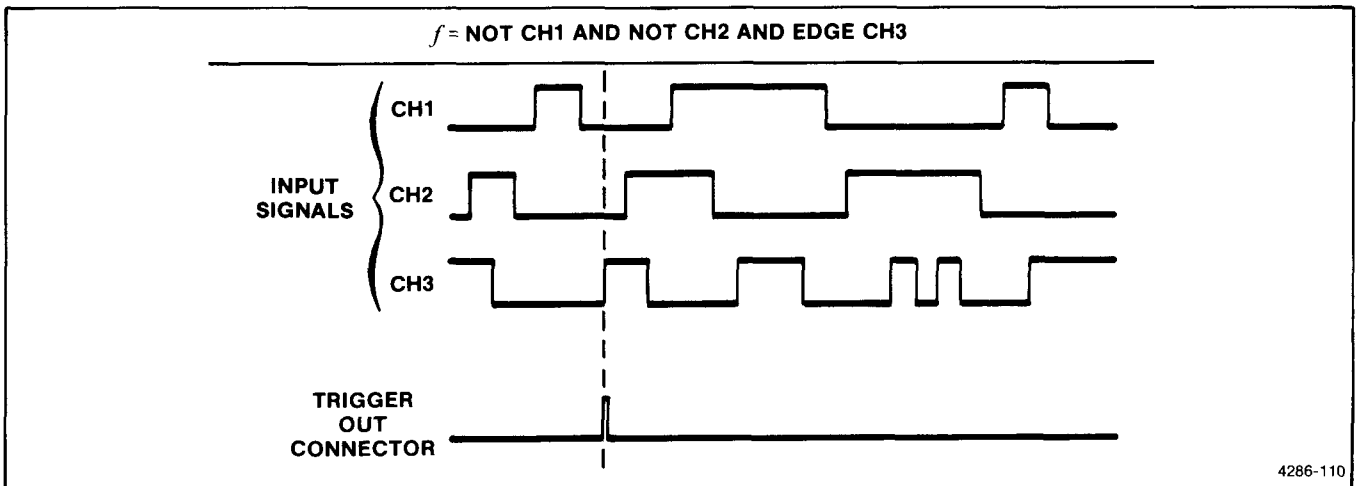 f = NOT CH1 AND NOT CH2 AND EDGE CH3
CH1
INPUT
SIGNALS
CH2
CH3
TRIGGER
OUT
CONNECTOR
4286-110